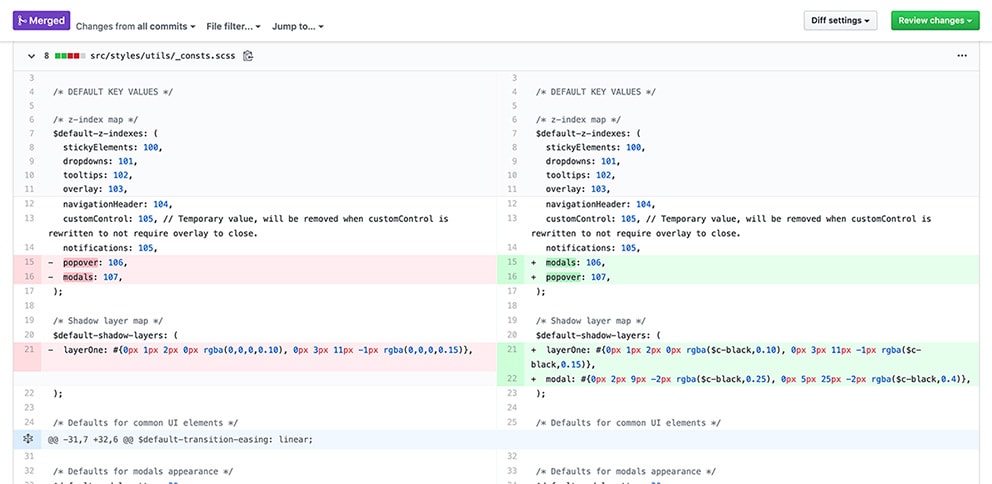 Merged Changes from all commits File filter... Jump to... Diff settings Review changes
8 src/styles/utils/_consts.scss ...
3 3
4 /* DEFAULT KEY VALUES */ 4 /* DEFAULT KEY VALUES */
5 5
6 /* z-index map */ 6 /* z-index map */
7 $default-z-indexes: ( 7 $default-z-indexes: (
8 stickyElements: 100, 8 stickyElements: 100,
9 dropdowns: 101, 9 dropdowns: 101,
10 tooltips: 102, 10 tooltips: 102,
11 overlay: 103, 11 overlay: 103,
12 navigationHeader: 104, 12 navigationHeader: 104,
13 customControl: 105, // Temporary value, will be removed when customControl is 13 customControl: 105, // Temporary value, will be removed when customControl is
rewritten to not require overlay to close. rewritten to not require overlay to close.
14 notifications: 105, 14 notifications: 105,
15 - popover: 106, 15 + modals: 106,
16 - modals: 107, 16 + popover: 107,
17 ); 17 );
18 18
19 /* Shadow layer map */ 19 /* Shadow layer map */
20 $default-shadow-layers: ( 20 $default-shadow-layers: (
21 - layerOne: #{0px 1px 2px 0px rgba(0,0,0,0.10), 0px 3px 11px -1px rgba(0,0,0,0.15)}, 21 + layerOne: #{0px 1px 2px 0px rgba($c-black,0.10), 0px 3px 11px -1px rgba($c-
black,0.15)},
22 + modal: #{0px 2px 9px -2px rgba($c-black,0.25), 0px 5px 25px -2px rgba($c-black,0.4)},
22 ); 23 );
23 24
24 /* Defaults for common UI elements */ 25 /* Defaults for common UI elements */
@@ -31,7 +32,6 @@ $default-transition-easing: linear;
31 32
32 /* Defaults for modals appearance */ 33 /* Defaults for modals appearance */